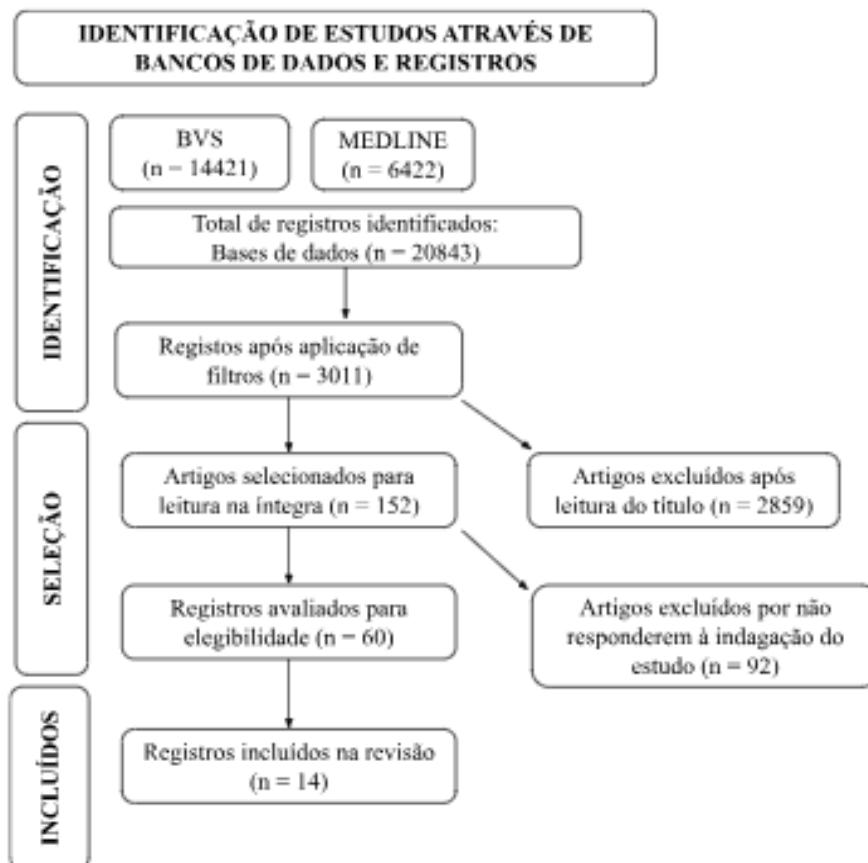 IDENTIFICAÇÃO DE ESTUDOS ATRAVÉS DE
BANCOS DE DADOS E REGISTROS
IDENTIFICAÇÃO
BVS
(n = 14421)
MEDLINE
(n = 6422)
Total de registros identificados:
Bases de dados (n = 20843)
Registos após aplicação de
filtros (n = 3011)
SELEÇÃO
Artigos selecionados para
leitura na íntegra (n = 152)
Artigos excluídos após
leitura do título (n = 2859)
Registros avaliados para
elegibilidade (n = 60)
Artigos excluídos por não
responderem à indagação do
estudo (n = 92)
INCLUÍDOS
Registros incluídos na revisão
(n = 14)